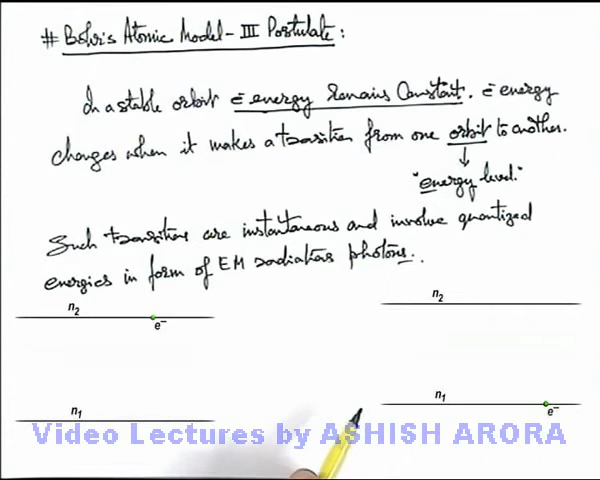 # Bohr's Atomic Model - III Postulate :
In a stable orbit ē energy remains Constant. ē energy
changes when it makes a transition from one orbit to another.
"energy level."
Such transitions are instantaneous and involve quantized
energies in form of EM radiations photons..
n2
n2
e−
n1
e−
n1
Video Lectures by ASHISH ARORA